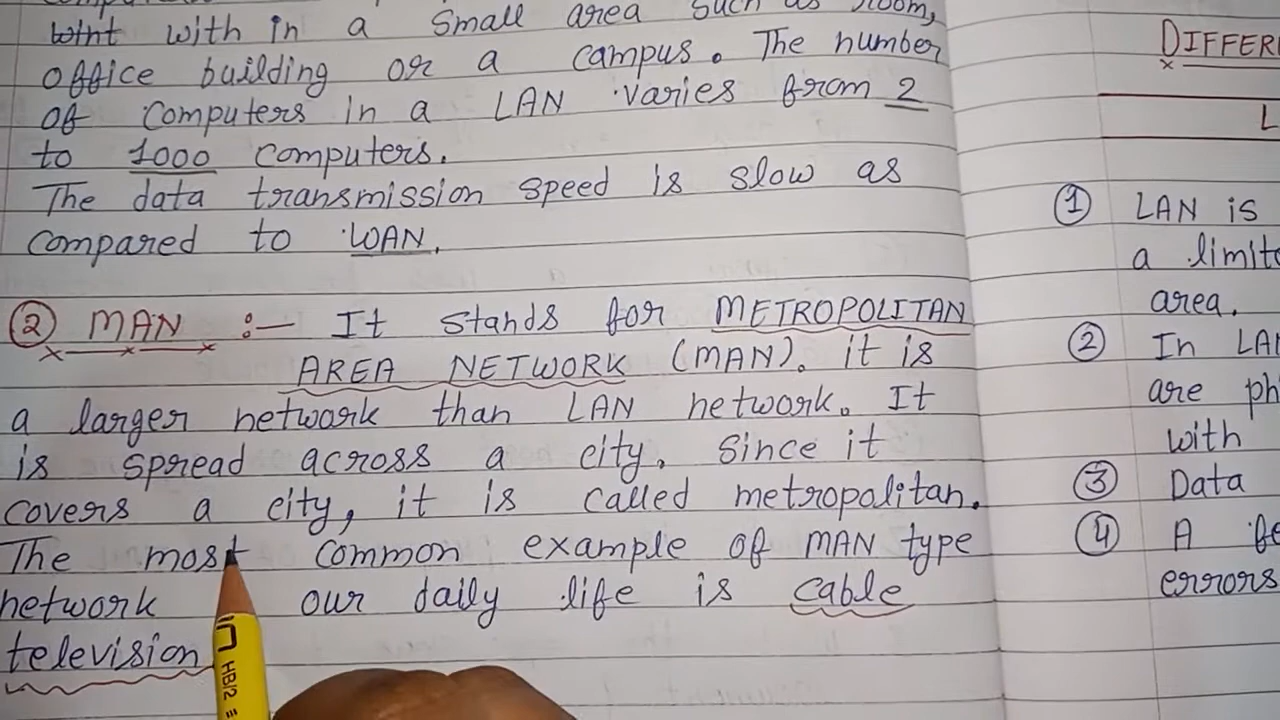 with in a small area such as room,
office building or a campus. The number
of computers in a LAN varies from 2
to 1000 computers.
The data transmission speed is slow as
compared to WAN.
② MAN :— It stands for METROPOLITAN
AREA NETWORK (MAN). it is
a larger network than LAN network. It
is spread across a city. Since it
covers a city, it is called metropolitan.
The most common example of MAN type
network our daily life is cable
television
DIFFER
L
① LAN is
a limit
area.
② In LA
are ph
with
③ Data
④ A fe
errors
HB/2